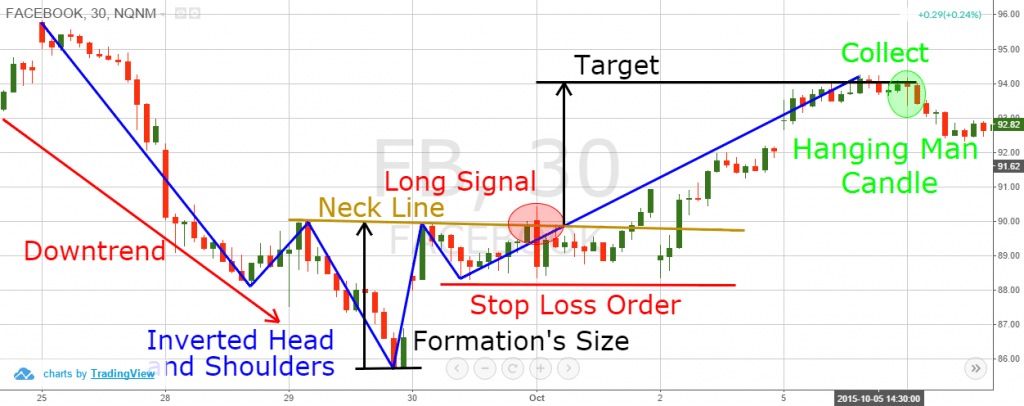 FACEBOOK, 30, NQNM
+0.29(+0.24%)
96.00
Collect
95.00
Target
94.00
92.82
Hanging Man
Candle
92.00
91.62
FB, 30
FACEBOOK
91.00
Long Signal
Neck Line
90.00
Downtrend
89.00
88.00
Stop Loss Order
87.00
Inverted Head
and Shoulders
Formation's Size
86.00
charts by TradingView
25
28
29
30
Oct
2
5
2015-10-05 14:30:00